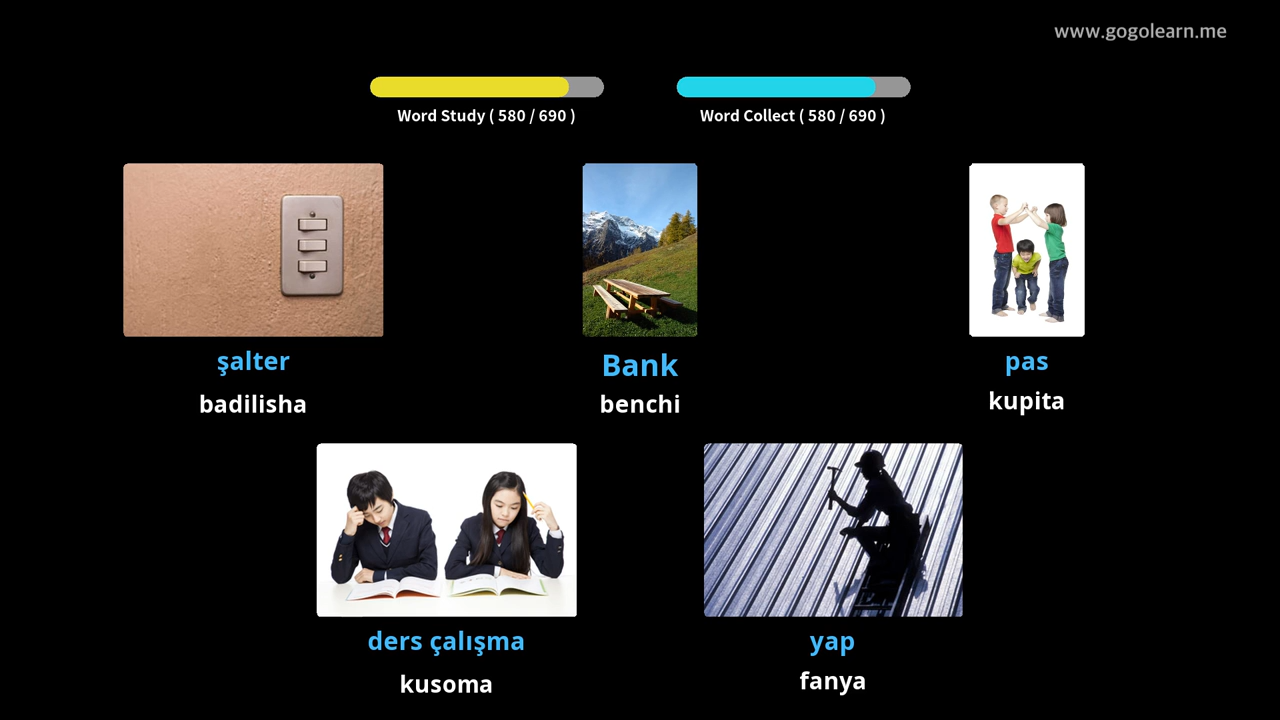 www.gogolearn.me
Word Study ( 580 / 690 )
Word Collect ( 580 / 690 )
şalter
badilisha
Bank
benchi
pas
kupita
ders çalışma
kusoma
yap
fanya